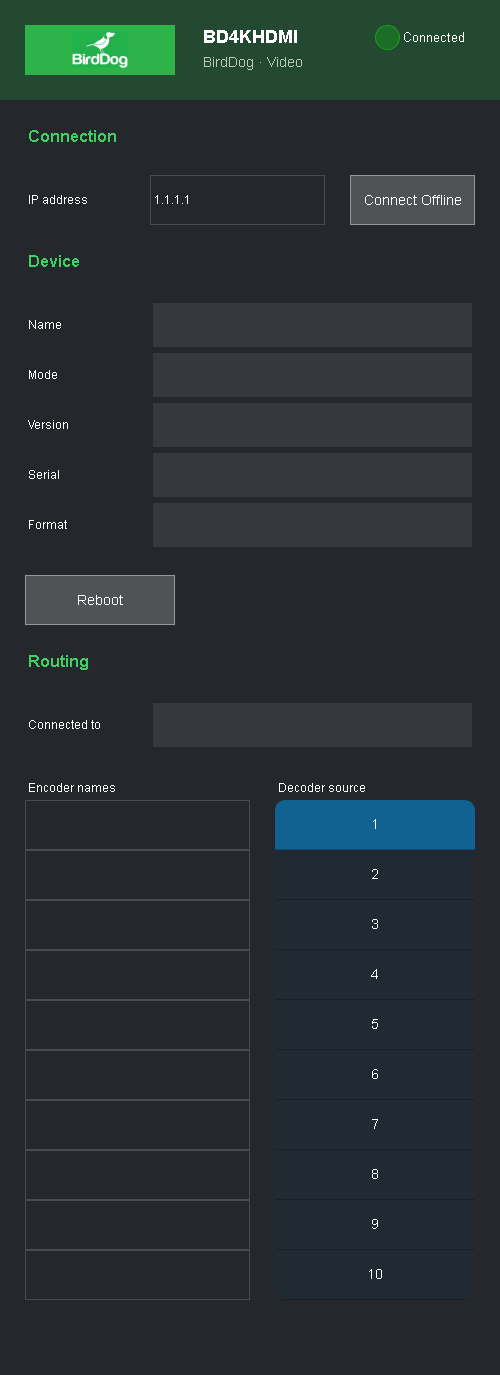 BirdDog
BD4KHDMI
BirdDog · Video
Connected
Connection
IP address
1.1.1.1
Connect Offline
Device
Name
Mode
Version
Serial
Format
Reboot
Routing
Connected to
Encoder names
Decoder source
1
2
3
4
5
6
7
8
9
10